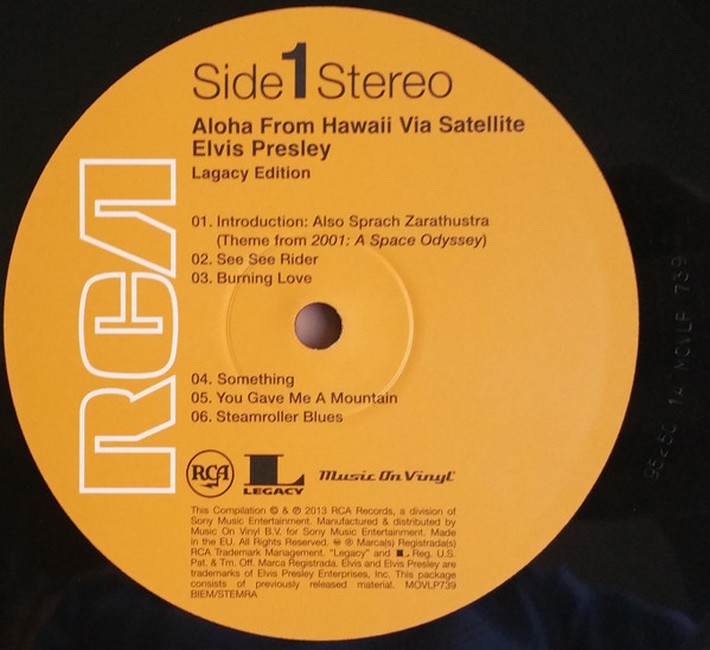 Side 1 Stereo
Aloha From Hawaii Via Satellite
Elvis Presley
Lagacy Edition
01. Introduction: Also Sprach Zarathustra
(Theme from 2001: A Space Odyssey)
02. See See Rider
03. Burning Love
04. Something
05. You Gave Me A Mountain
06. Steamroller Blues
RCA
RCA
L
LEGACY
Music On Vinyl
This Compilation © & ℗ 2013 RCA Records, a division of
Sony Music Entertainment. Manufactured & distributed by
Music On Vinyl B.V. for Sony Music Entertainment. Made
in the EU. All Rights Reserved. ® Marca(s) Registrada(s)
RCA Trademark Management. "Legacy" and L Reg. U.S.
Pat. & Tm. Off. Marca Registrada. Elvis and Elvis Presley are
trademarks of Elvis Presley Enterprises, Inc. This package
consists of previously released material. MOVLP739
BIEM/STEMRA
1A MOVLP 739